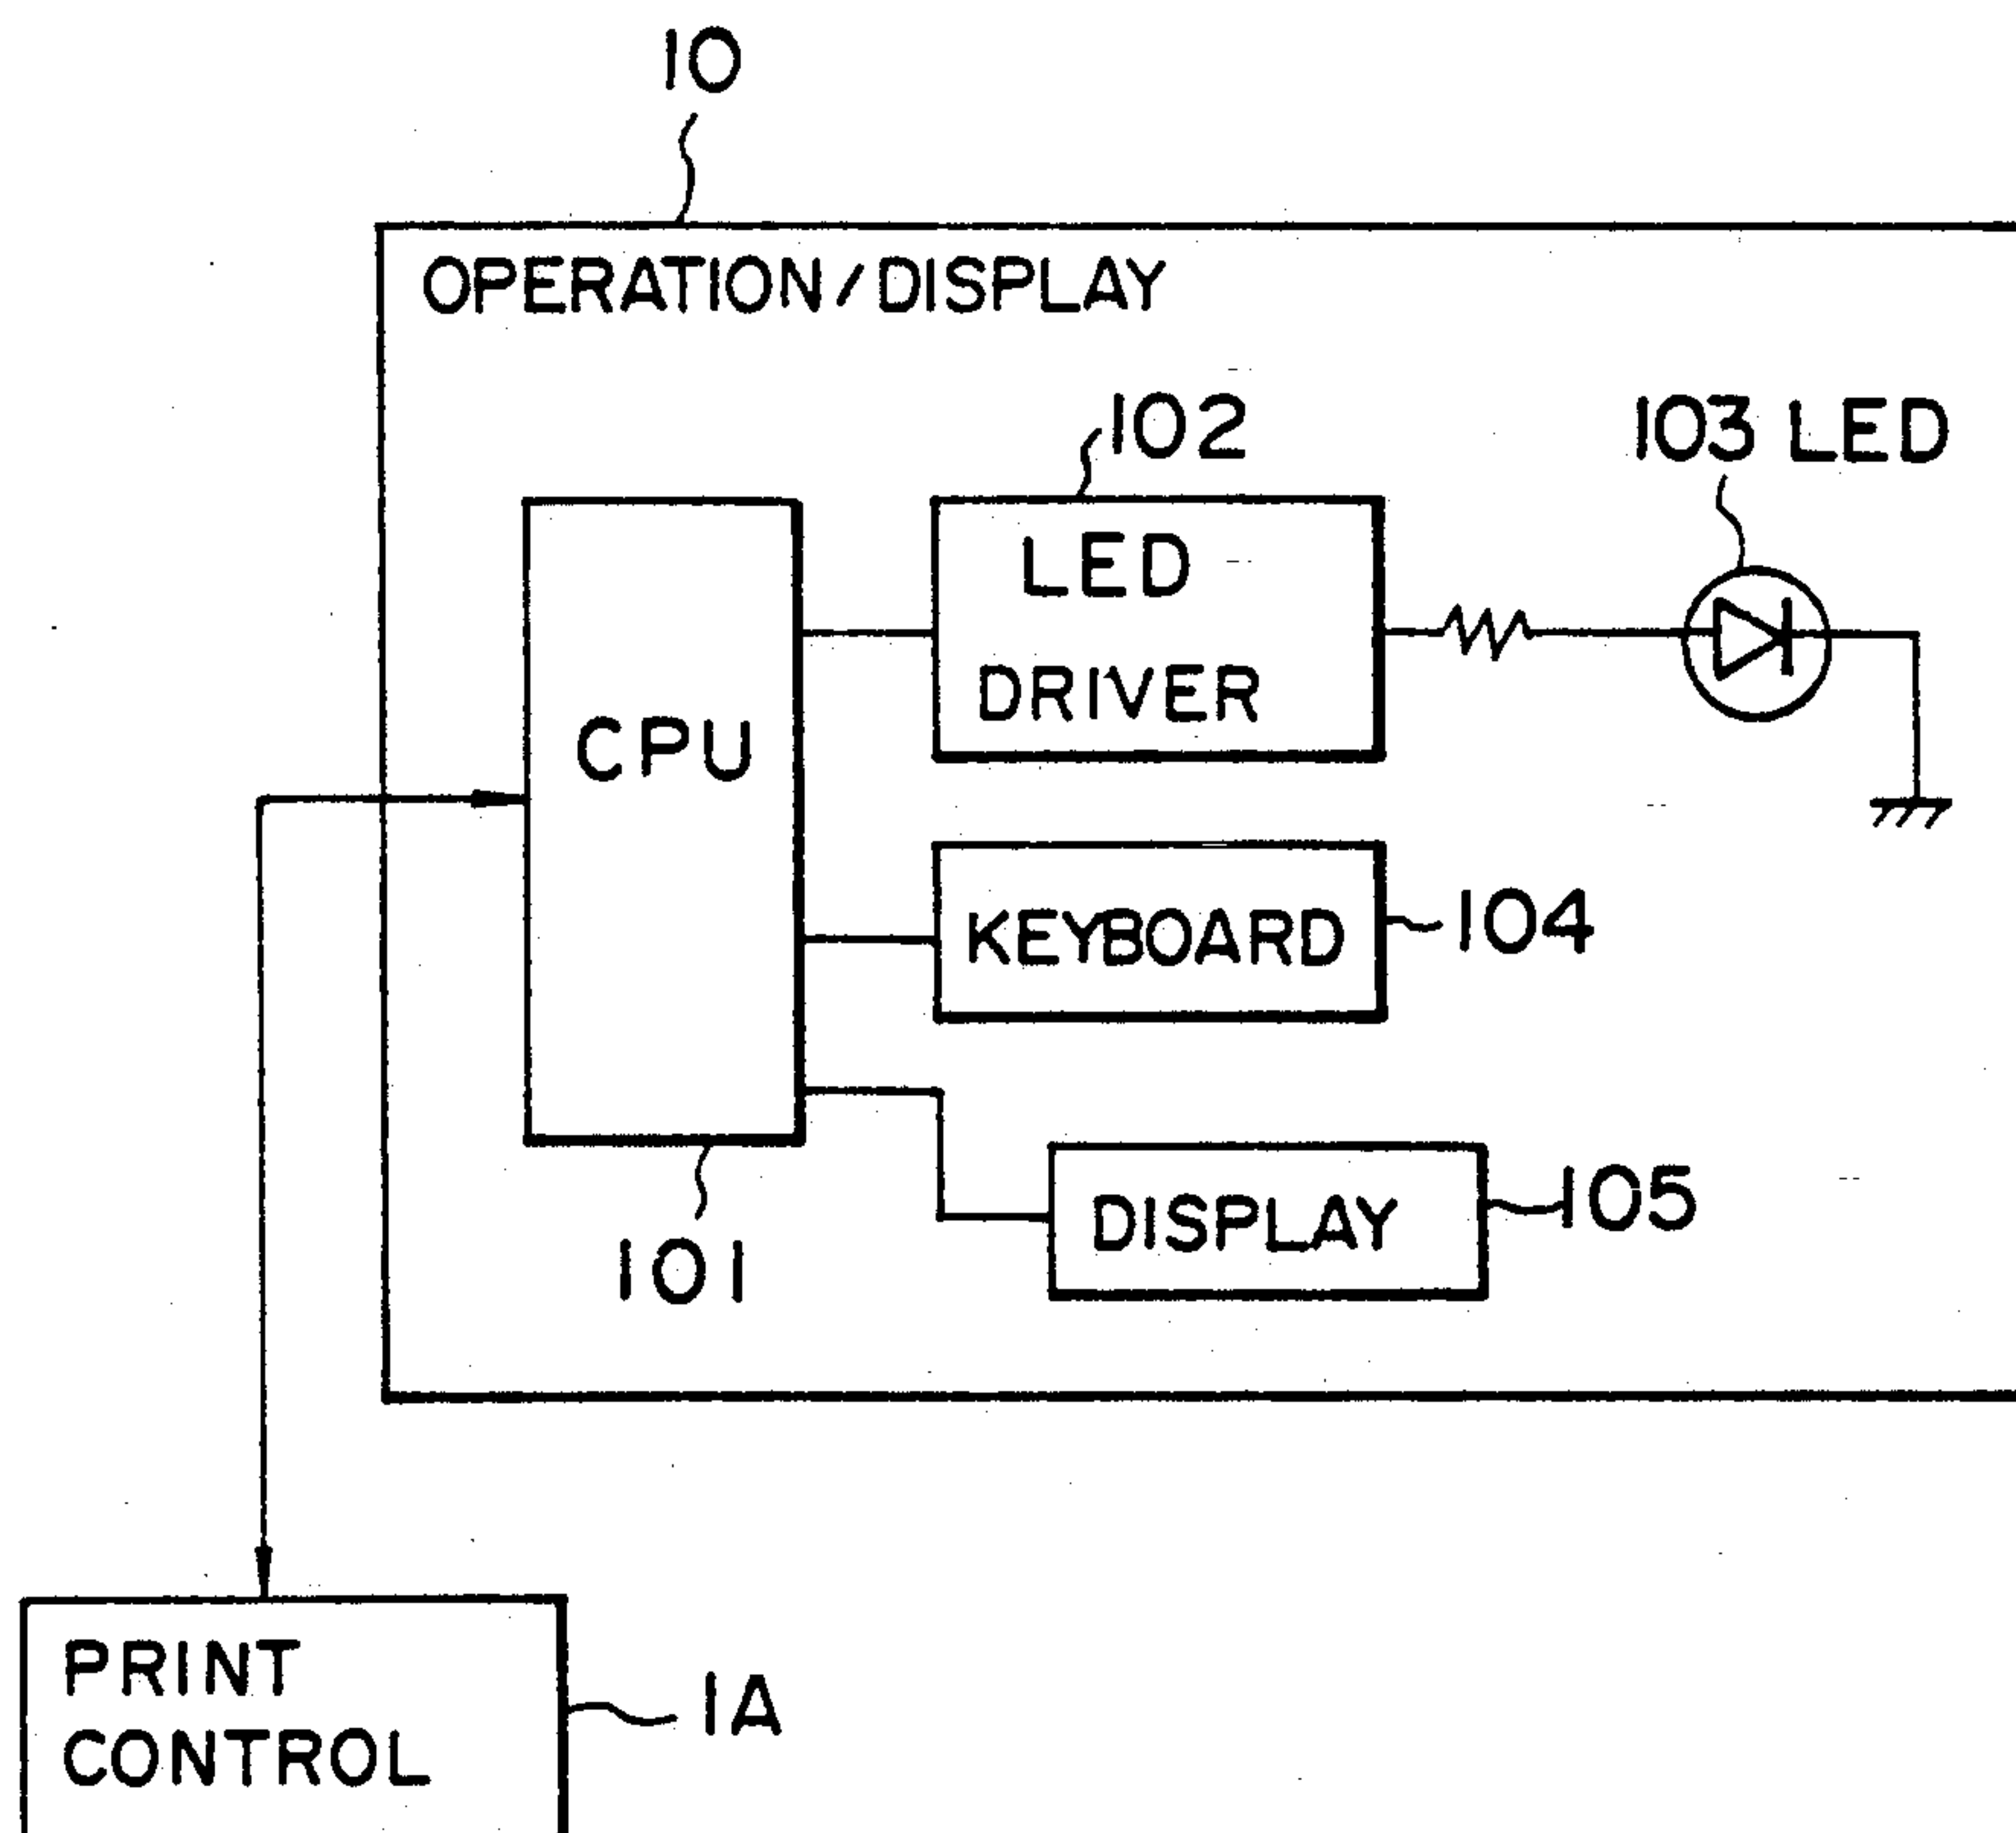 10
OPERATION/DISPLAY
102
103 LED
LED
DRIVER
CPU
KEYBOARD
104
DISPLAY
105
101
PRINT
CONTROL
1A